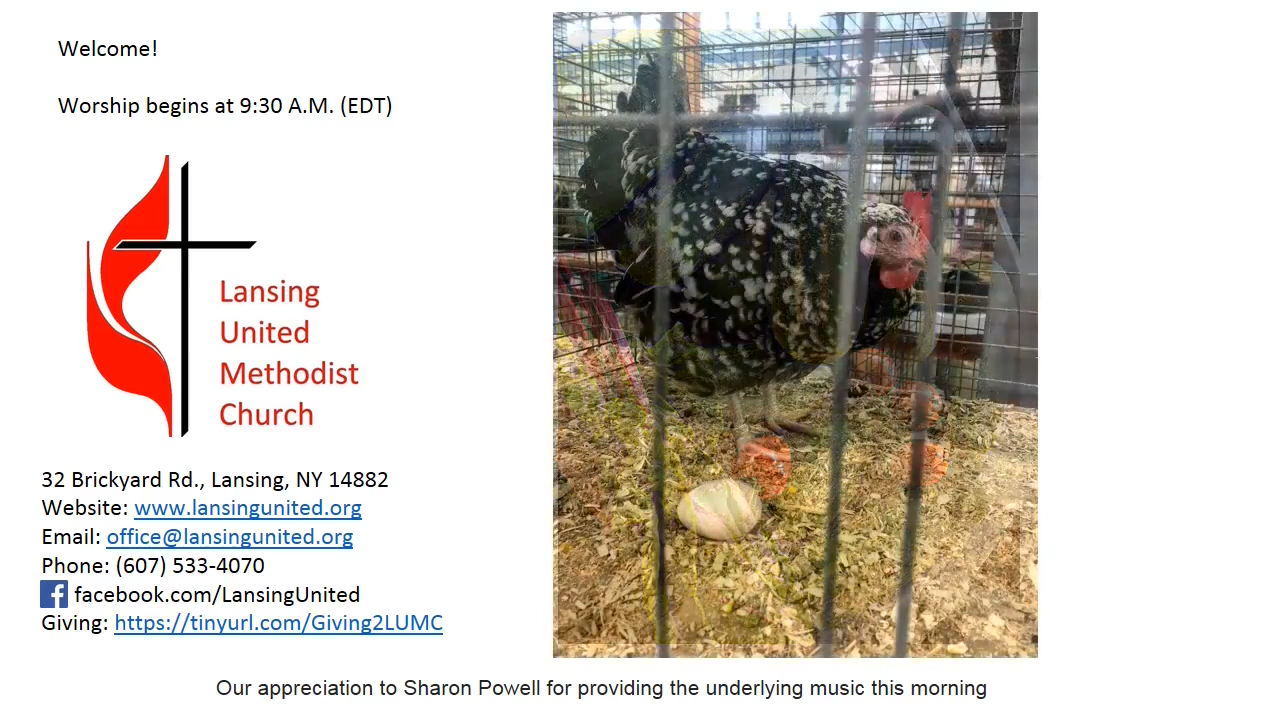 Welcome!
Worship begins at 9:30 A.M. (EDT)
Lansing
United
Methodist
Church
32 Brickyard Rd., Lansing, NY 14882
Website: www.lansingunited.org
Email: office@lansingunited.org
Phone: (607) 533-4070
facebook.com/LansingUnited
Giving: https://tinyurl.com/Giving2LUMC
Our appreciation to Sharon Powell for providing the underlying music this morning